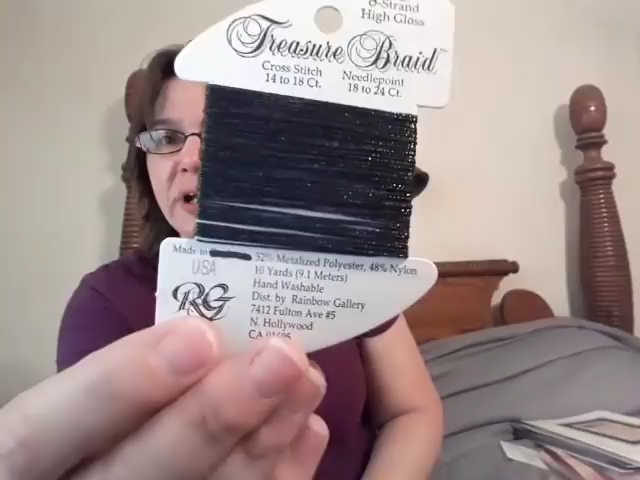 8-Strand
High Gloss
Treasure Braid™
Cross Stitch
14 to 18 Ct.
Needlepoint
18 to 24 Ct.
Made in
USA
RG
52% Metalized Polyester, 48% Nylon
10 Yards (9.1 Meters)
Hand Washable
Dist. by Rainbow Gallery
7412 Fulton Ave #5
N. Hollywood
CA